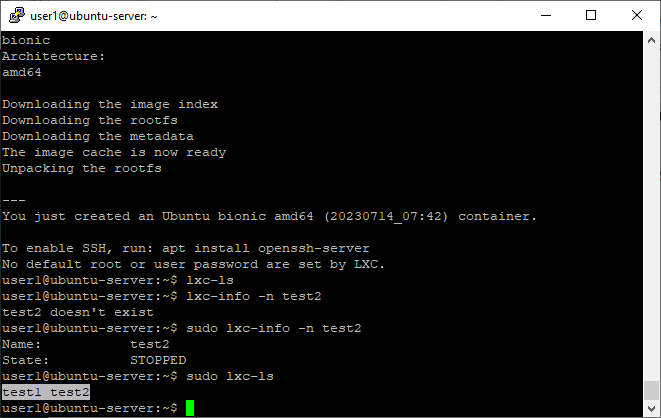 user1@ubuntu-server: ~
bionic
Architecture:
amd64
Downloading the image index
Downloading the rootfs
Downloading the metadata
The image cache is now ready
Unpacking the rootfs
---
You just created an Ubuntu bionic amd64 (20230714_07:42) container.
To enable SSH, run: apt install openssh-server
No default root or user password are set by LXC.
user1@ubuntu-server:~$ lxc-ls
user1@ubuntu-server:~$ lxc-info -n test2
test2 doesn't exist
user1@ubuntu-server:~$ sudo lxc-info -n test2
Name:           test2
State:          STOPPED
user1@ubuntu-server:~$ sudo lxc-ls
test1 test2
user1@ubuntu-server:~$